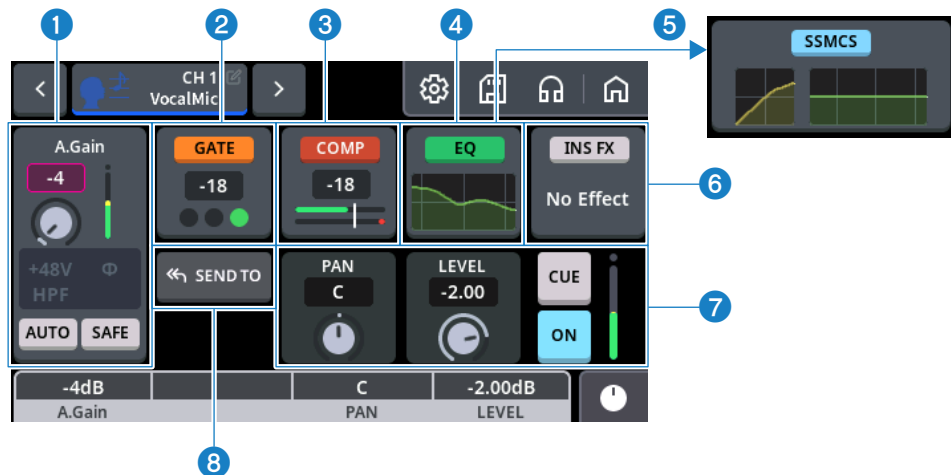 1
2
3
4
5
SSMCS
CH 1
VocalMic
A.Gain
-4
+48V Φ
HPF
AUTO SAFE
GATE
-18
COMP
-18
EQ
INS FX
No Effect
6
SEND TO
PAN
C
LEVEL
-2.00
CUE
ON
7
-4dB C -2.00dB
A.Gain PAN LEVEL
8